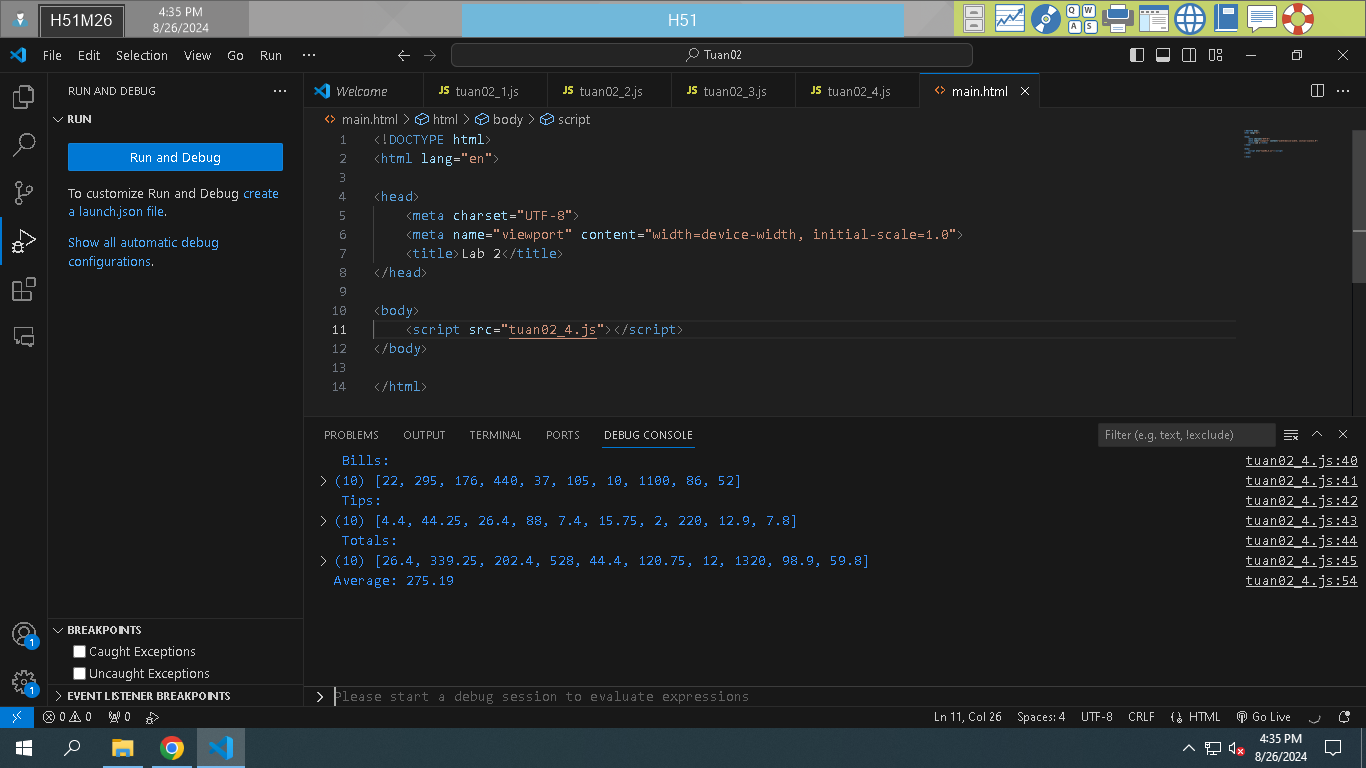 H51M26
4:35 PM
8/26/2024
H51
Q W A S
File Edit Selection View Go Run ···
Tuan02
RUN AND DEBUG ···
Welcome
JS tuan02_1.js
JS tuan02_2.js
JS tuan02_3.js
JS tuan02_4.js
<> main.html
<> main.html > html > body > script
RUN
Run and Debug
To customize Run and Debug create
a launch.json file.
Show all automatic debug
configurations.
1 <!DOCTYPE html>
2 <html lang="en">
3
4 <head>
5 <meta charset="UTF-8">
6 <meta name="viewport" content="width=device-width, initial-scale=1.0">
7 <title>Lab 2</title>
8 </head>
9
10 <body>
11 <script src="tuan02_4.js"></script>
12 </body>
13
14 </html>
PROBLEMS OUTPUT TERMINAL PORTS DEBUG CONSOLE
Filter (e.g. text, !exclude)
Bills: tuan02_4.js:40
> (10) [22, 295, 176, 440, 37, 105, 10, 1100, 86, 52] tuan02_4.js:41
Tips: tuan02_4.js:42
> (10) [4.4, 44.25, 26.4, 88, 7.4, 15.75, 2, 220, 12.9, 7.8] tuan02_4.js:43
Totals: tuan02_4.js:44
> (10) [26.4, 339.25, 202.4, 528, 44.4, 120.75, 12, 1320, 98.9, 59.8] tuan02_4.js:45
Average: 275.19 tuan02_4.js:54
> Please start a debug session to evaluate expressions
BREAKPOINTS
Caught Exceptions
Uncaught Exceptions
EVENT LISTENER BREAKPOINTS
1
1
0 0 0
Ln 11, Col 26 Spaces: 4 UTF-8 CRLF HTML Go Live
4:35 PM
8/26/2024